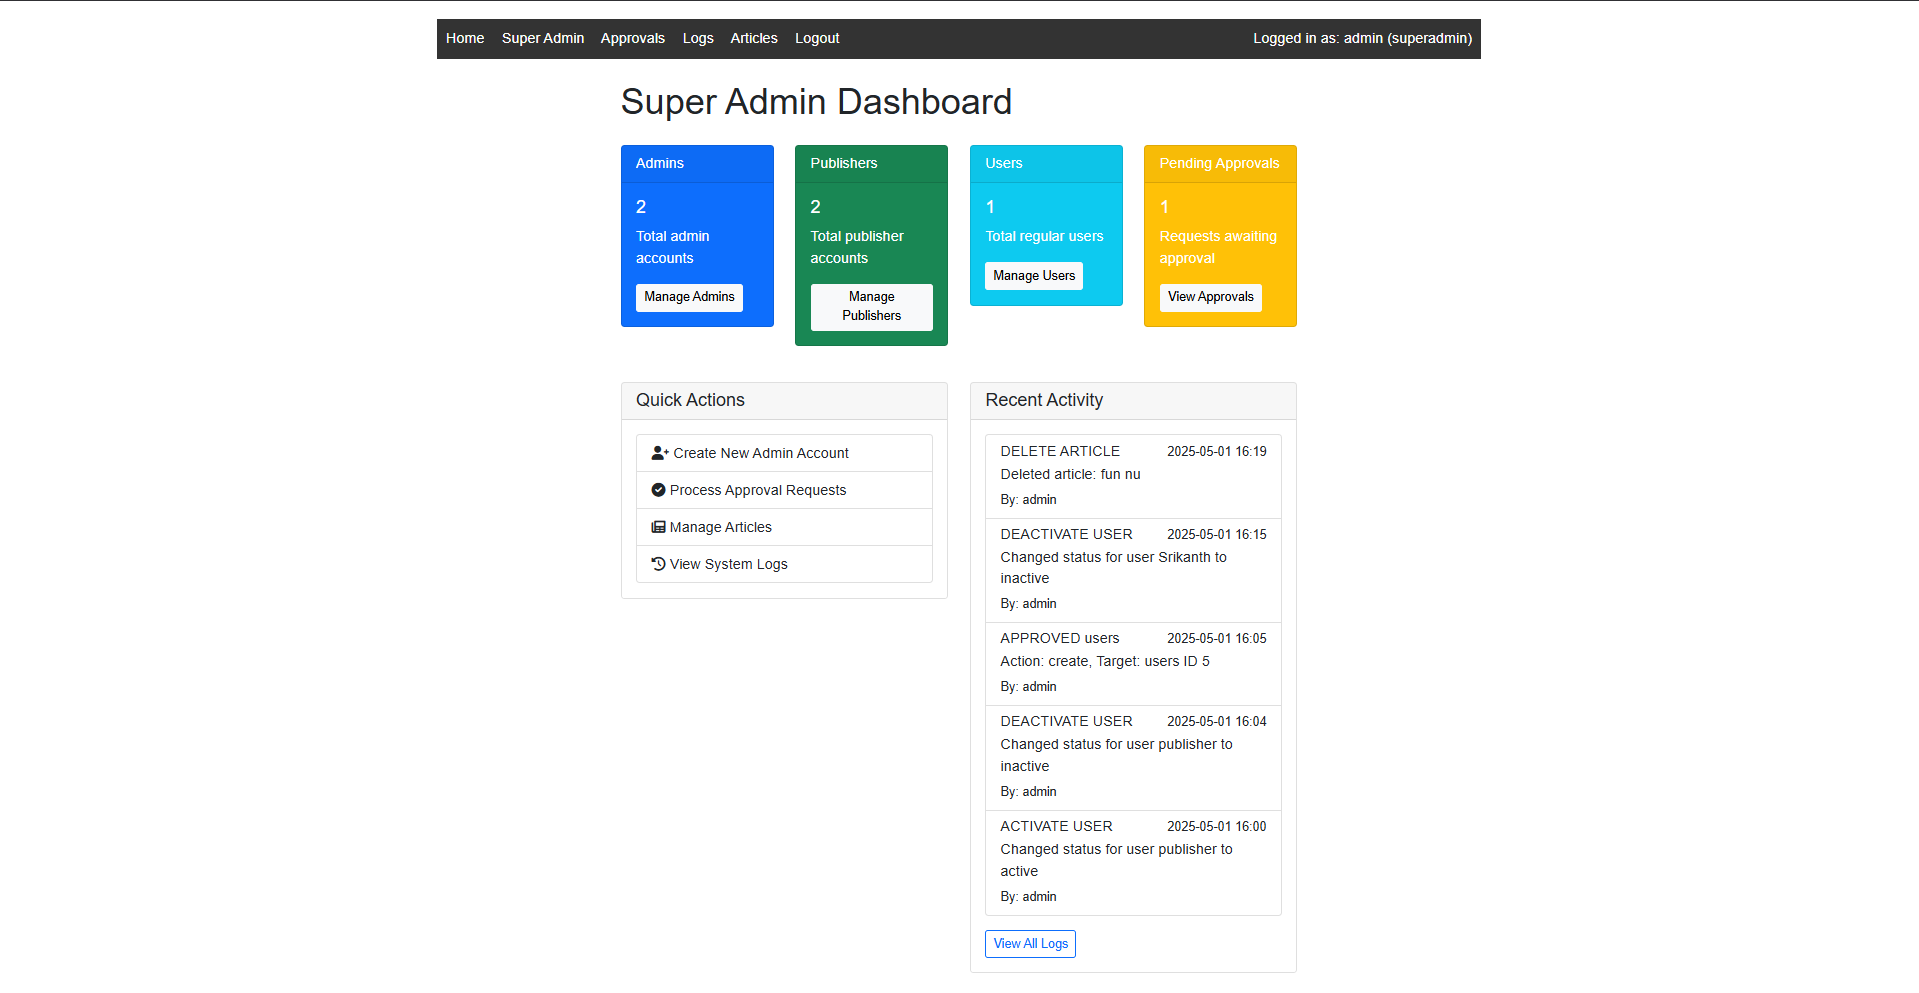 Home Super Admin Approvals Logs Articles Logout Logged in as: admin (superadmin)
Super Admin Dashboard
Admins
2
Total admin
accounts
Manage Admins
Publishers
2
Total publisher
accounts
Manage
Publishers
Users
1
Total regular users
Manage Users
Pending Approvals
1
Requests awaiting
approval
View Approvals
Quick Actions
Create New Admin Account
Process Approval Requests
Manage Articles
View System Logs
Recent Activity
DELETE ARTICLE 2025-05-01 16:19
Deleted article: fun nu
By: admin
DEACTIVATE USER 2025-05-01 16:15
Changed status for user Srikanth to
inactive
By: admin
APPROVED users 2025-05-01 16:05
Action: create, Target: users ID 5
By: admin
DEACTIVATE USER 2025-05-01 16:04
Changed status for user publisher to
inactive
By: admin
ACTIVATE USER 2025-05-01 16:00
Changed status for user publisher to
active
By: admin
View All Logs